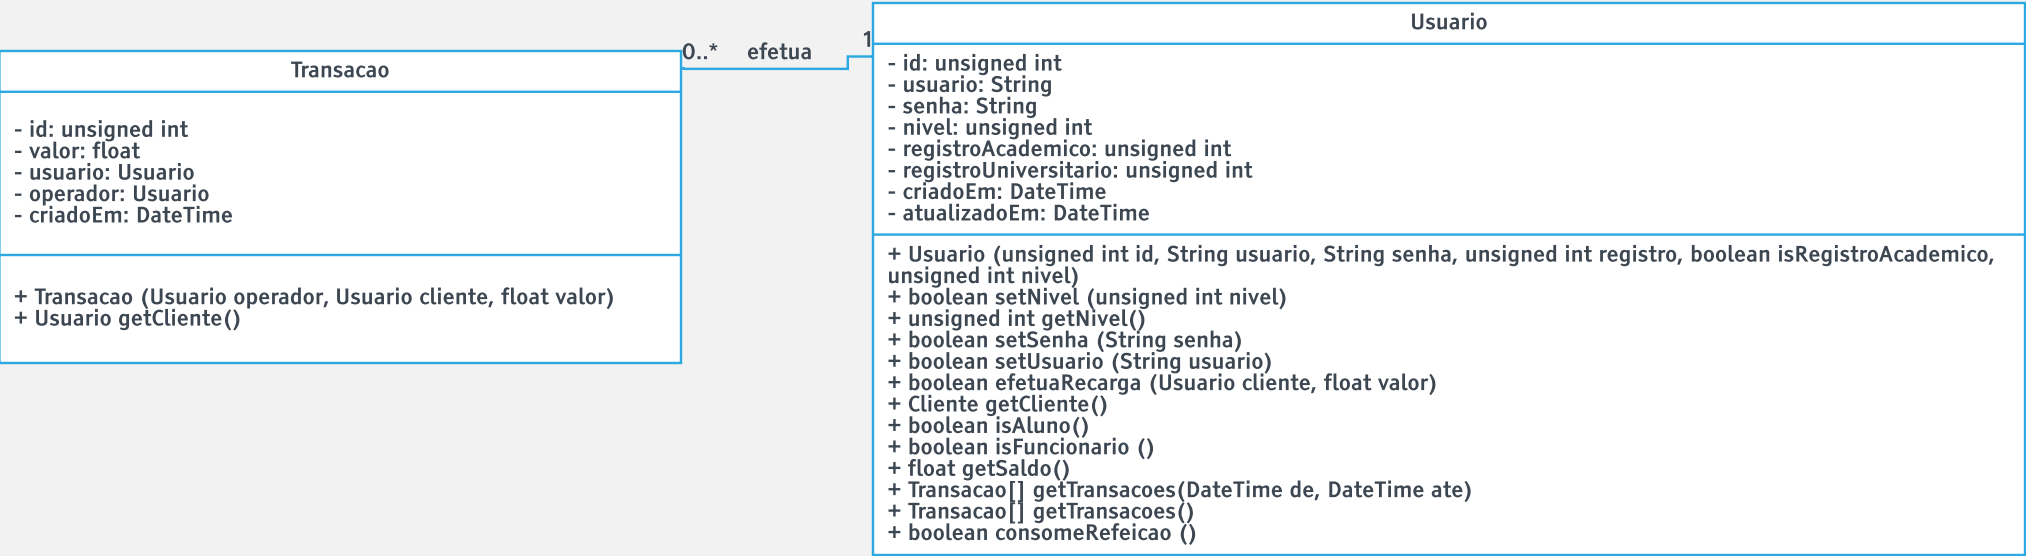 Transacao
- id: unsigned int
- valor: float
- usuario: Usuario
- operador: Usuario
- criadoEm: DateTime
+ Transacao (Usuario operador, Usuario cliente, float valor)
+ Usuario getCliente()
0..*
efetua
1
Usuario
- id: unsigned int
- usuario: String
- senha: String
- nivel: unsigned int
- registroAcademico: unsigned int
- registroUniversitario: unsigned int
- criadoEm: DateTime
- atualizadoEm: DateTime
+ Usuario (unsigned int id, String usuario, String senha, unsigned int registro, boolean isRegistroAcademico,
unsigned int nivel)
+ boolean setNivel (unsigned int nivel)
+ unsigned int getNivel()
+ boolean setSenha (String senha)
+ boolean setUsuario (String usuario)
+ boolean efetuaRecarga (Usuario cliente, float valor)
+ Cliente getCliente()
+ boolean isAluno()
+ boolean isFuncionario ()
+ float getSaldo()
+ Transacao[] getTransacoes(DateTime de, DateTime ate)
+ Transacao[] getTransacoes()
+ boolean consomeRefeicao ()